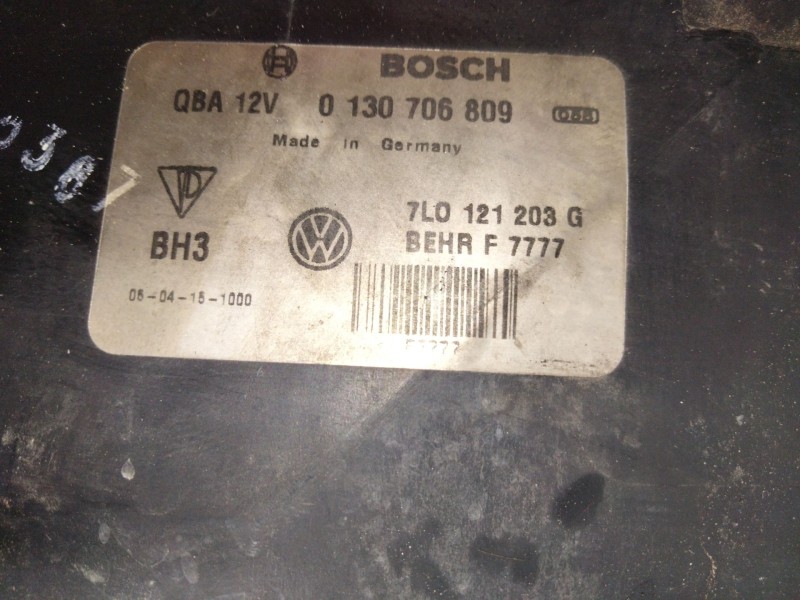 BOSCH
QBA 12V 0 130 706 809
Made in Germany
7L0 121 203 G
BH3
BEHR F 7777
05-04-15-1000